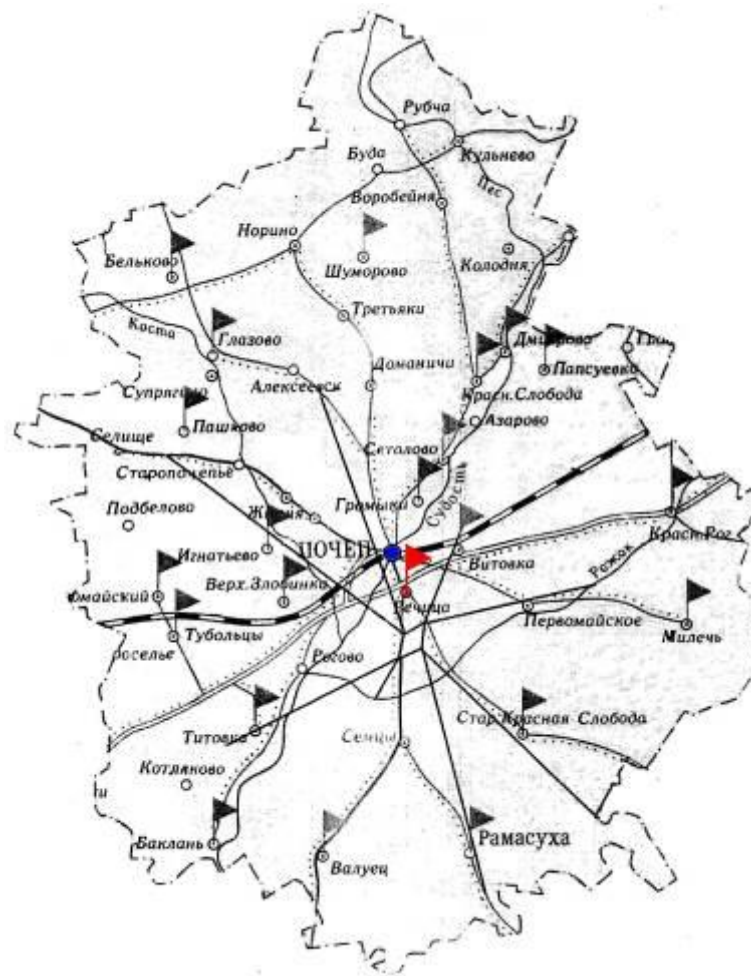 Рубча
Кульнево
Буда
Пес
Воробейня
Норино
Колодня
Бельково
Шуморово
Третьяки
Коста
Глазово
Дмитрово
Папсуевка
Доманичи
Алексеевск
Красн.Слобода
Азарово
Пашково
Селище
Сетолово
Старопочепье
Громыки
Судость
Подбелово
Красн.Рог
ПОЧЕП
Игнатьево
Витовка
Рожок
Верх.Злобинка
омайский
Речица
Первомайское
Тубольцы
Милечь
роселье
Рогово
Титовка
Стар.Красная Слобода
Семцы
Котляково
Баклань
Рамасуха
Валуец